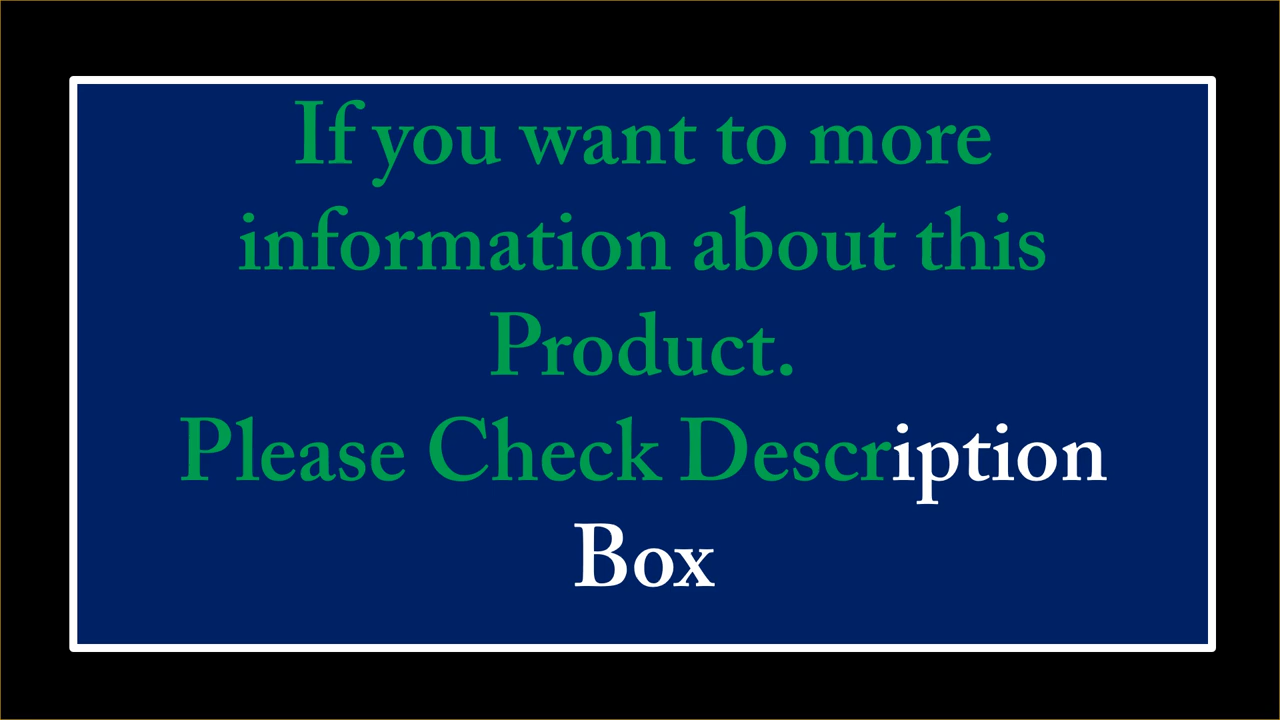 If you want to more
information about this
Product.
Please Check Description
Box